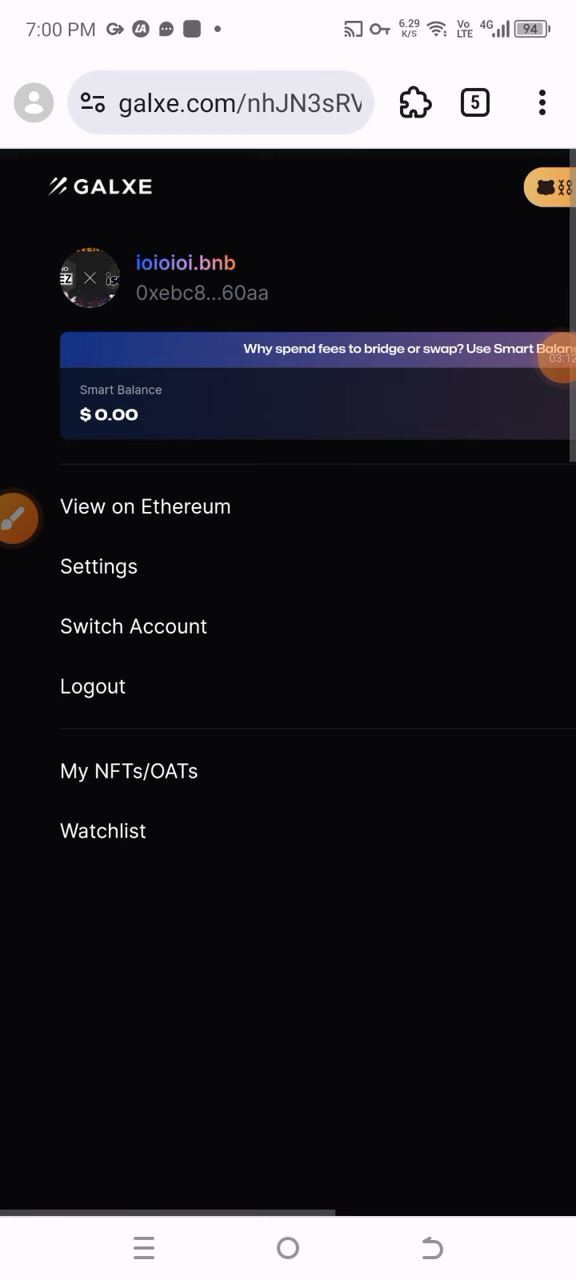 7:00 PM
6.29 K/S
Vo LTE
4G
94
galxe.com/nhJN3sRV
5
GALXE
ioioioi.bnb
0xebc8...60aa
Why spend fees to bridge or swap? Use Smart Balan
03:12
Smart Balance
$ 0.00
View on Ethereum
Settings
Switch Account
Logout
My NFTs/OATs
Watchlist